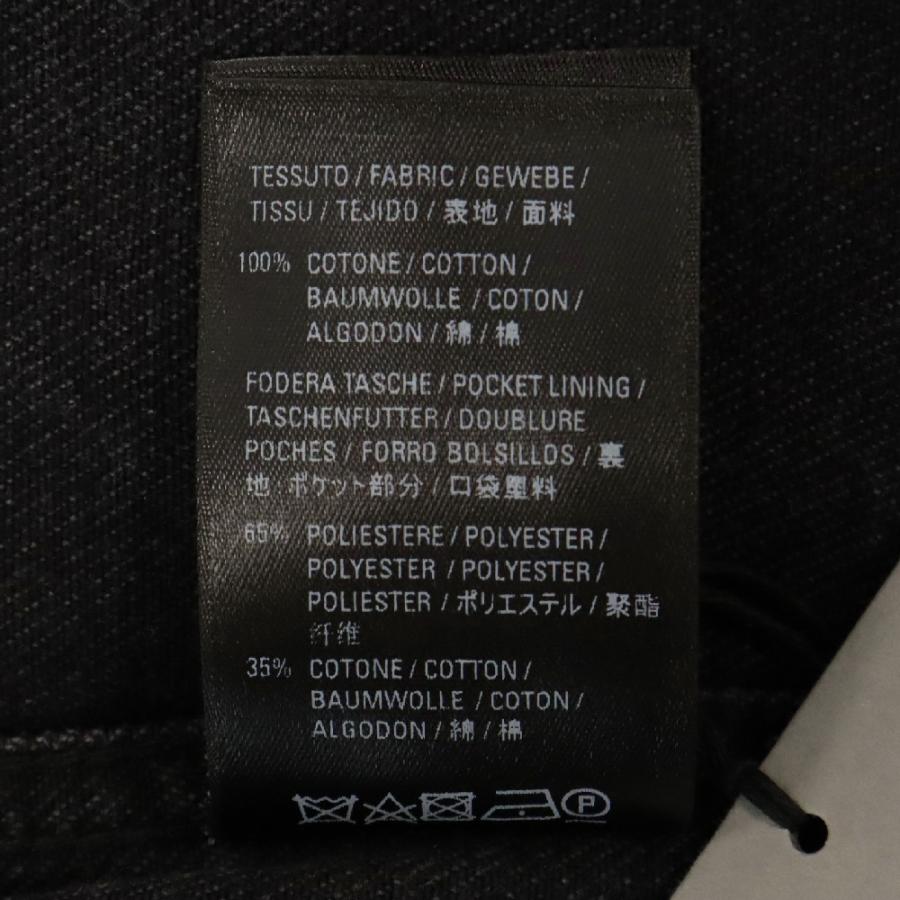 TESSUTO / FABRIC / GEWEBE /
TISSU / TEJIDO / 表地 / 面料
100% COTONE / COTTON /
BAUMWOLLE / COTON /
ALGODON / 綿 / 棉
FODERA TASCHE / POCKET LINING /
TASCHENFUTTER / DOUBLURE
POCHES / FORRO BOLSILLOS / 裏
地 ポケット部分 / 口袋里料
65% POLIESTERE / POLYESTER /
POLYESTER / POLYESTER /
POLIESTER / ポリエステル / 聚酯
纤维
35% COTONE / COTTON /
BAUMWOLLE / COTON /
ALGODON / 綿 / 棉
P